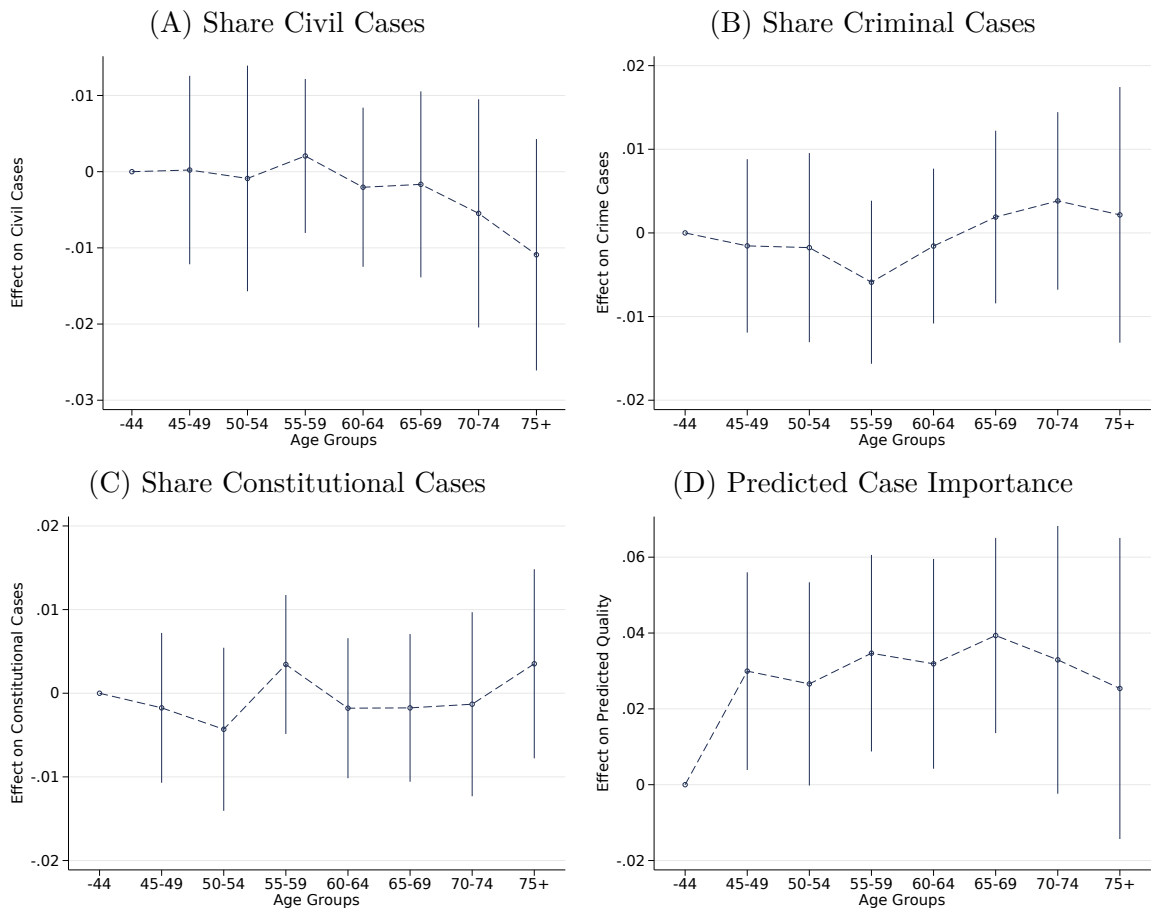 (A) Share Civil Cases
Effect on Civil Cases
.01
0
-.01
-.02
-.03
-44 45-49 50-54 55-59 60-64 65-69 70-74 75+
Age Groups
(B) Share Criminal Cases
Effect on Crime Cases
.02
.01
0
-.01
-.02
-44 45-49 50-54 55-59 60-64 65-69 70-74 75+
Age Groups
(C) Share Constitutional Cases
Effect on Constitutional Cases
.02
.01
0
-.01
-.02
-44 45-49 50-54 55-59 60-64 65-69 70-74 75+
Age Groups
(D) Predicted Case Importance
Effect on Predicted Quality
.06
.04
.02
0
-.02
-44 45-49 50-54 55-59 60-64 65-69 70-74 75+
Age Groups